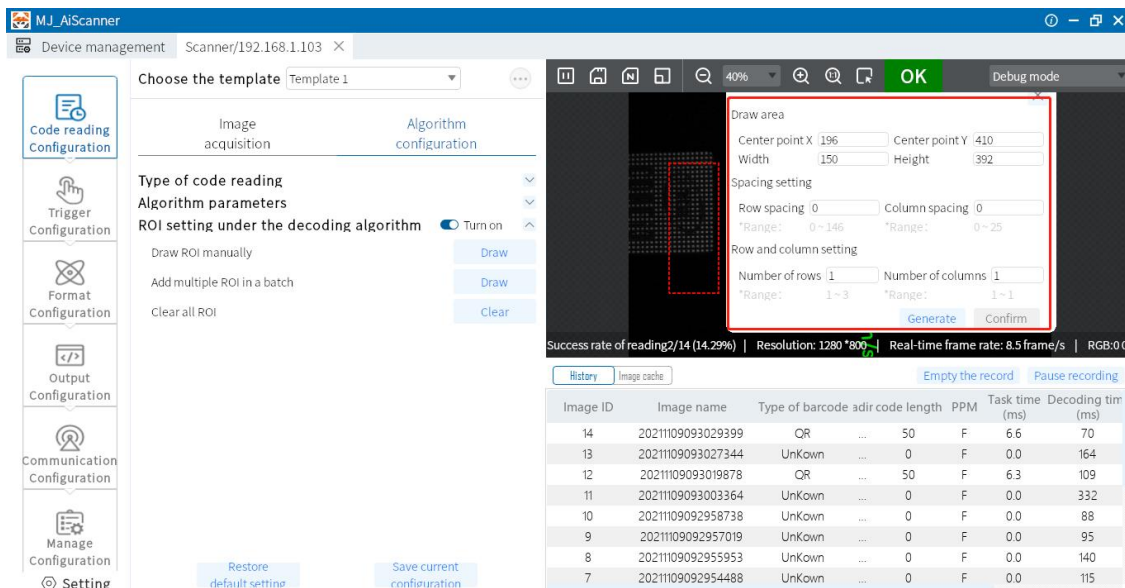 MJ_AiScanner
Device management
Scanner/192.168.1.103
Choose the template
Template 1
Code reading
Configuration
Trigger
Configuration
Format
Configuration
Output
Configuration
Communication
Configuration
Manage
Configuration
Setting
Image
acquisition
Algorithm
configuration
Type of code reading
Algorithm parameters
ROI setting under the decoding algorithm
Turn on
Draw ROI manually
Draw
Add multiple ROI in a batch
Draw
Clear all ROI
Clear
Restore
default setting
Save current
configuration
40%
OK
Debug mode
Draw area
Center point X 196 Center point Y 410
Width 150 Height 392
Spacing setting
Row spacing 0 Column spacing 0
*Range: 0~146 *Range: 0~25
Row and column setting
Number of rows 1 Number of columns 1
*Range: 1~3 *Range: 1~1
Generate Confirm
Success rate of reading2/14 (14.29%) | Resolution: 1280 *800 | Real-time frame rate: 8.5 frame/s | RGB:0
History Image cache Empty the record Pause recording
Image ID Image name Type of barcode adir code length PPM Task time (ms) Decoding tim (ms)
14 20211109093029399 QR ... 50 F 6.6 70
13 20211109093027344 UnKown ... 0 F 0.0 164
12 20211109093019878 QR ... 50 F 6.3 109
11 20211109093003364 UnKown ... 0 F 0.0 332
10 20211109092958738 UnKown ... 0 F 0.0 88
9 20211109092957019 UnKown ... 0 F 0.0 95
8 20211109092955953 UnKown ... 0 F 0.0 140
7 20211109092954488 UnKown ... 0 F 0.0 115